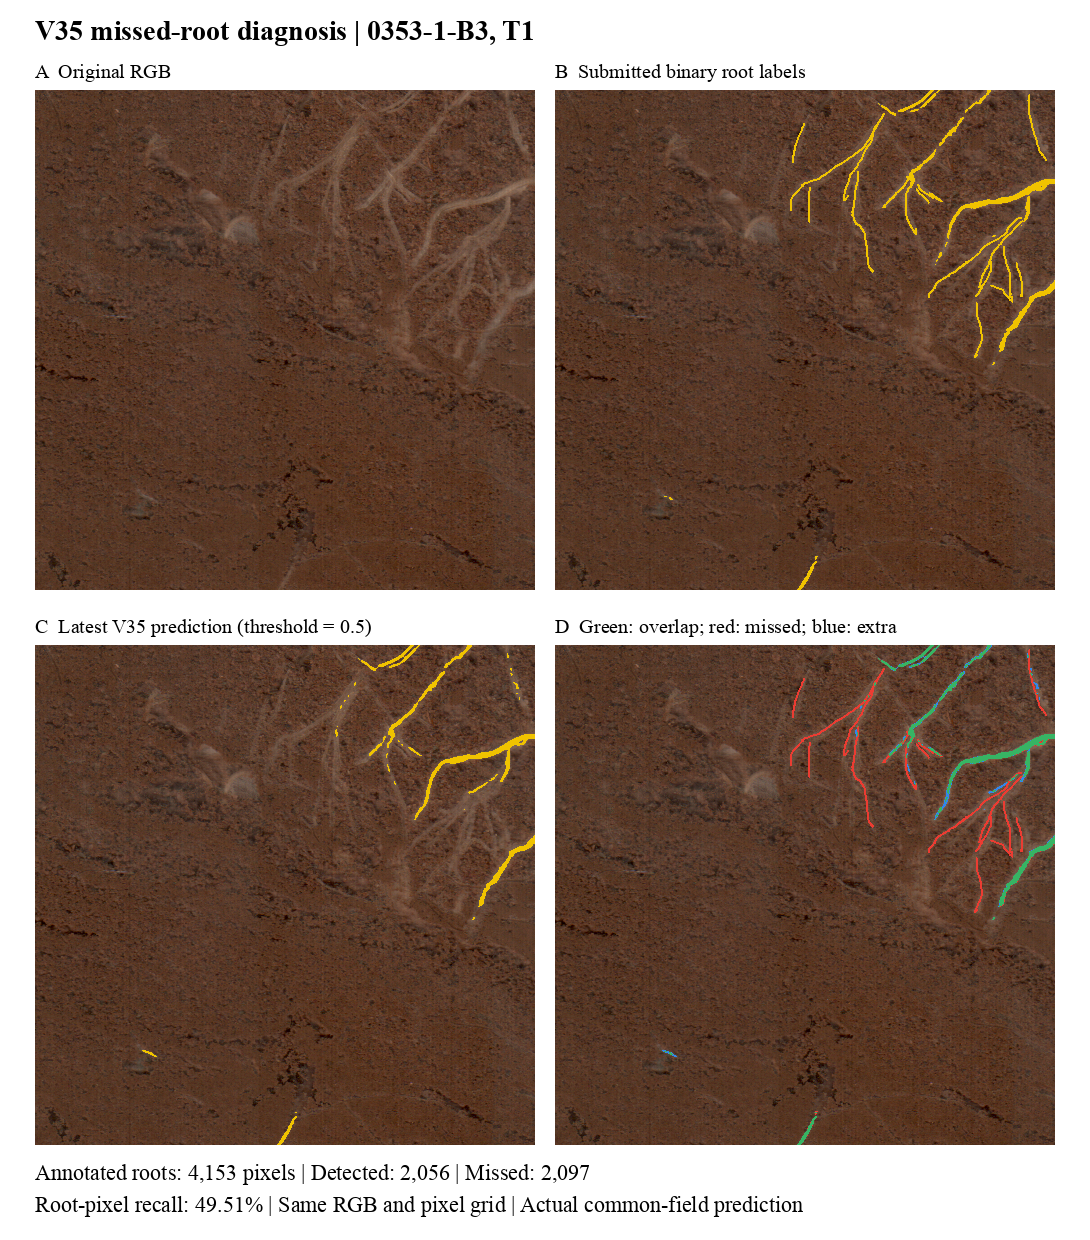 V35 missed-root diagnosis | 0353-1-B3, T1
A Original RGB
B Submitted binary root labels
C Latest V35 prediction (threshold = 0.5)
D Green: overlap; red: missed; blue: extra
Annotated roots: 4,153 pixels | Detected: 2,056 | Missed: 2,097
Root-pixel recall: 49.51% | Same RGB and pixel grid | Actual common-field prediction